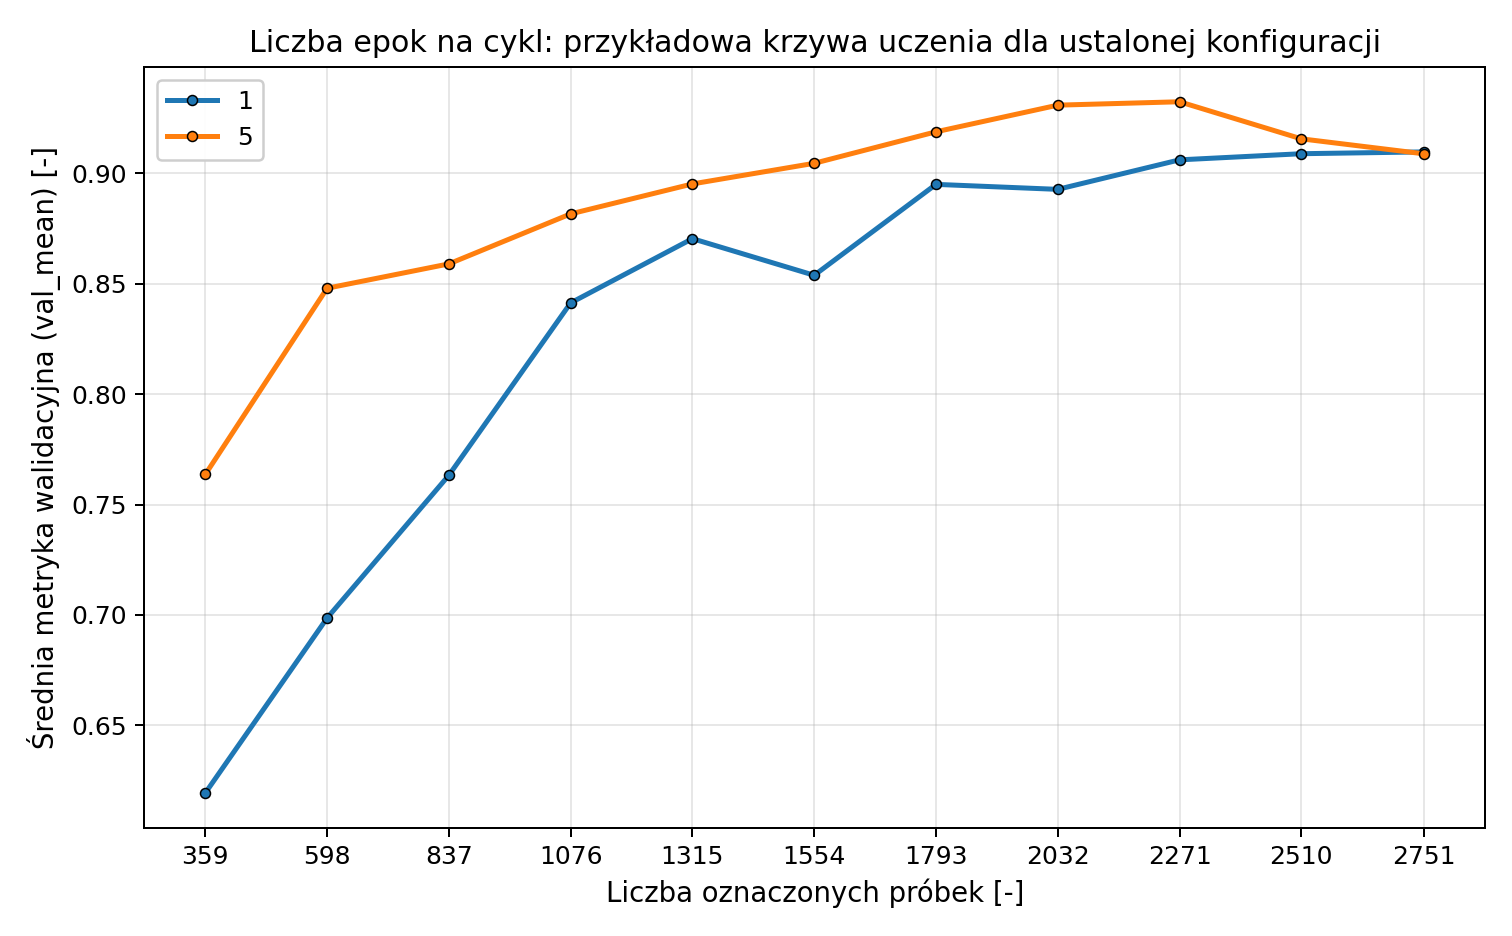 Liczba epok na cykl: przykładowa krzywa uczenia dla ustalonej konfiguracji
1
5
Średnia metryka walidacyjna (val_mean) [-]
0.90
0.85
0.80
0.75
0.70
0.65
359 598 837 1076 1315 1554 1793 2032 2271 2510 2751
Liczba oznaczonych próbek [-]